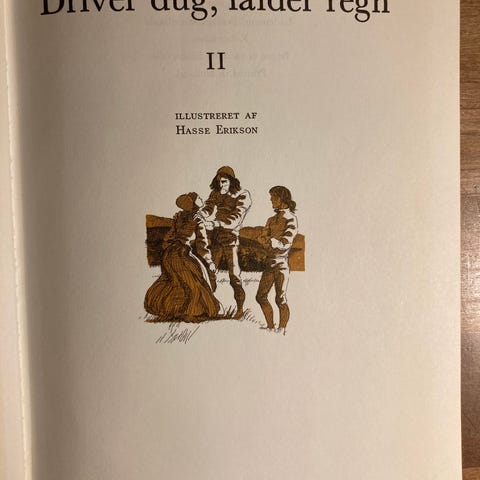 Driver dug, falder regn
II
ILLUSTRERET AF
HASSE ERIKSON